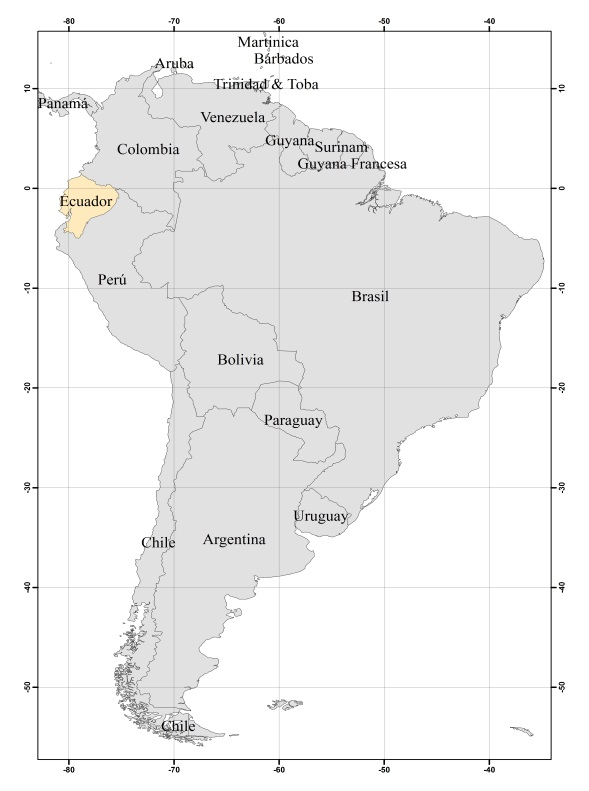 -80 -70 -60 -50 -40
Martinica
Bárbados
Aruba
Trinidad & Toba
10 10
Panamá
Venezuela
Guyana
Surinam
Colombia
Guyana Francesa
0 0
Ecuador
Perú
-10 -10
Brasil
Bolivia
-20 -20
Paraguay
-30 -30
Uruguay
Chile
Argentina
-40 -40
-50 -50
Chile
-80 -70 -60 -50 -40